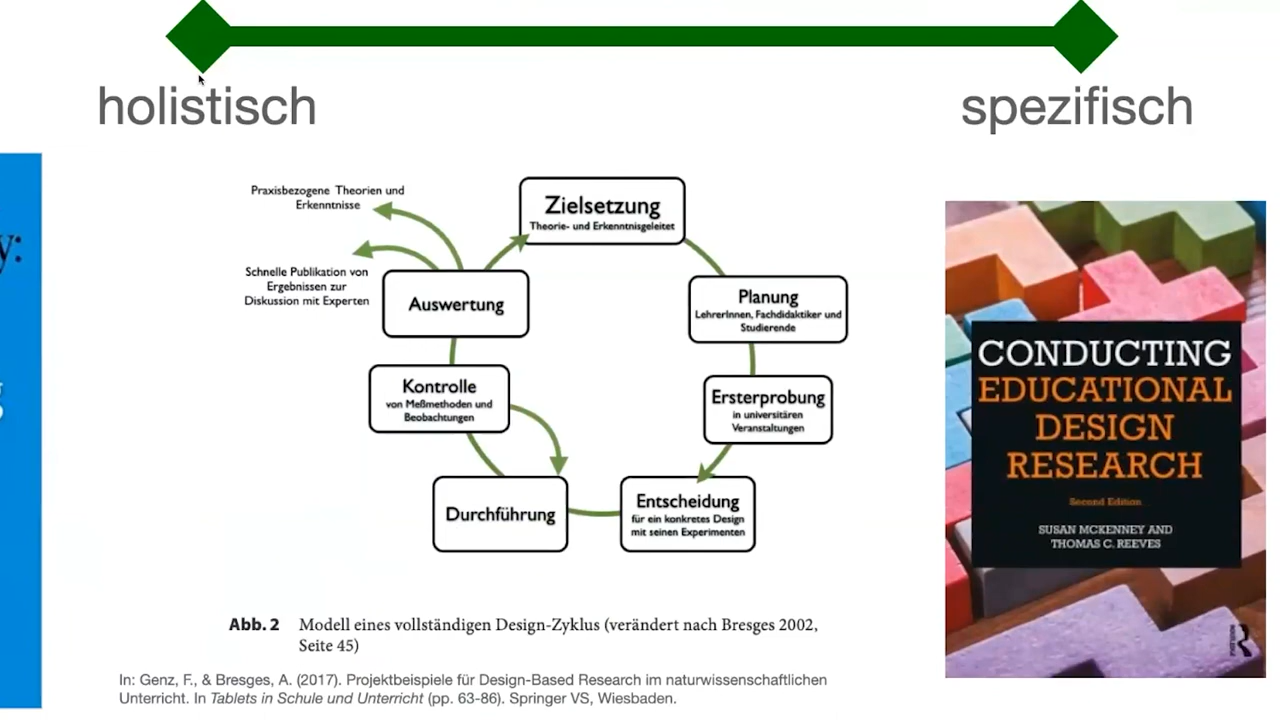 holistisch
spezifisch
y:
Praxisbezogene Theorien und
Erkenntnisse
Schnelle Publikation von
Ergebnissen zur
Diskussion mit Experten
Zielsetzung
Theorie- und Erkenntnisgeleitet
Planung
LehrerInnen, Fachdidaktiker und
Studierende
Ersterprobung
in universitären
Veranstaltungen
Entscheidung
für ein konkretes Design
mit seinen Experimenten
Durchführung
Kontrolle
von Meßmethoden und
Beobachtungen
Auswertung
CONDUCTING
EDUCATIONAL
DESIGN
RESEARCH
Second Edition
SUSAN MCKENNEY AND
THOMAS C. REEVES
Abb. 2 Modell eines vollständigen Design-Zyklus (verändert nach Bresges 2002,
Seite 45)
In: Genz, F., & Bresges, A. (2017). Projektbeispiele für Design-Based Research im naturwissenschaftlichen
Unterricht. In Tablets in Schule und Unterricht (pp. 63-86). Springer VS, Wiesbaden.